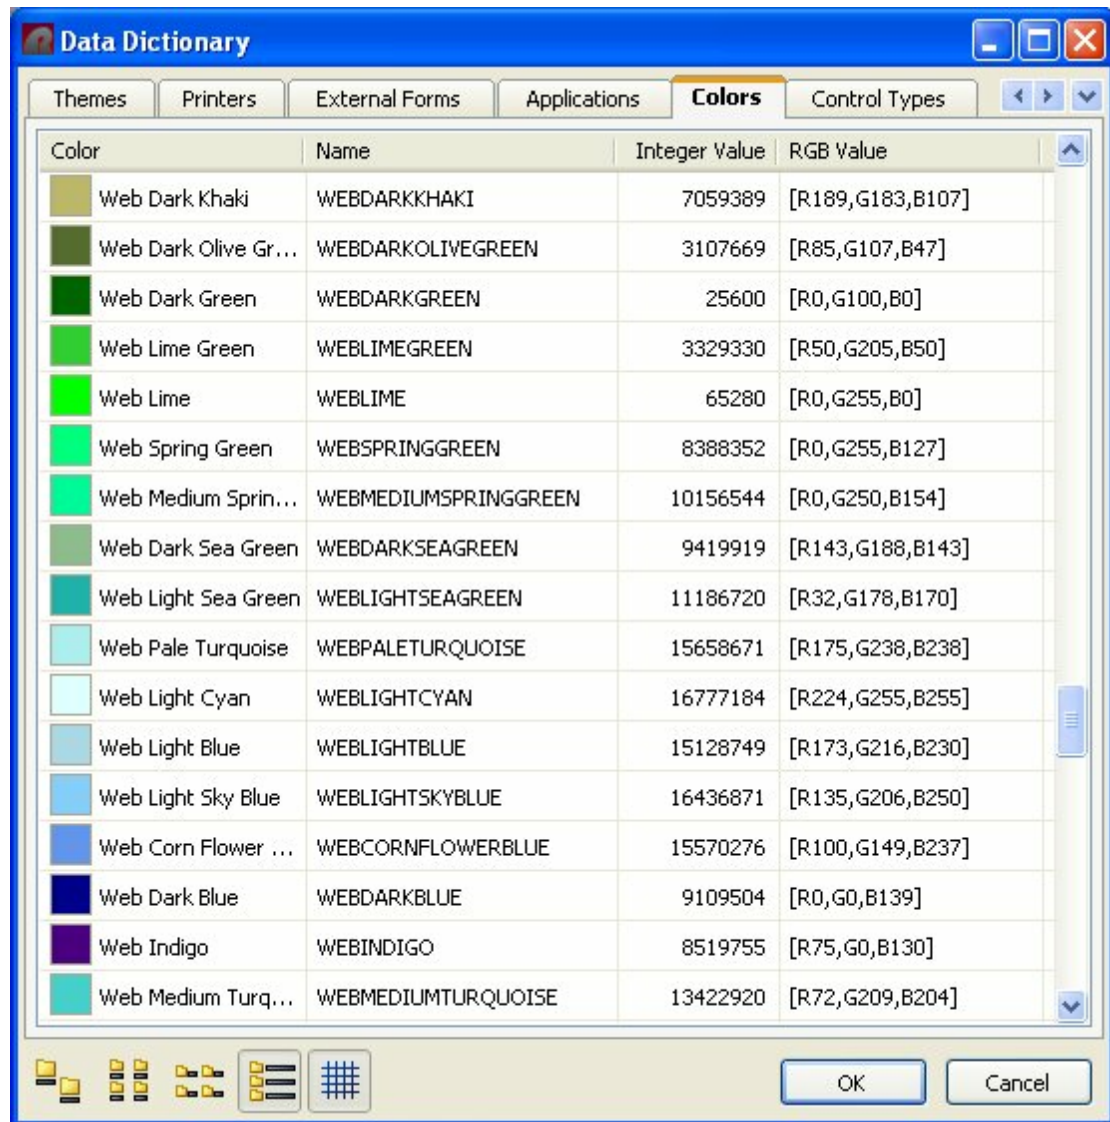 Data Dictionary
Themes Printers External Forms Applications Colors Control Types
Color Name Integer Value RGB Value
Web Dark Khaki WEBDARKKHAKI 7059389 [R189,G183,B107]
Web Dark Olive Gr... WEBDARKOLIVEGREEN 3107669 [R85,G107,B47]
Web Dark Green WEBDARKGREEN 25600 [R0,G100,B0]
Web Lime Green WEBLIMEGREEN 3329330 [R50,G205,B50]
Web Lime WEBLIME 65280 [R0,G255,B0]
Web Spring Green WEBSPRINGGREEN 8388352 [R0,G255,B127]
Web Medium Sprin... WEBMEDIUMSPRINGGREEN 10156544 [R0,G250,B154]
Web Dark Sea Green WEBDARKSEAGREEN 9419919 [R143,G188,B143]
Web Light Sea Green WEBLIGHTSEAGREEN 11186720 [R32,G178,B170]
Web Pale Turquoise WEBPALETURQUOISE 15658671 [R175,G238,B238]
Web Light Cyan WEBLIGHTCYAN 16777184 [R224,G255,B255]
Web Light Blue WEBLIGHTBLUE 15128749 [R173,G216,B230]
Web Light Sky Blue WEBLIGHTSKYBLUE 16436871 [R135,G206,B250]
Web Corn Flower ... WEBCORNFLOWERBLUE 15570276 [R100,G149,B237]
Web Dark Blue WEBDARKBLUE 9109504 [R0,G0,B139]
Web Indigo WEBINDIGO 8519755 [R75,G0,B130]
Web Medium Turq... WEBMEDIUMTURQUOISE 13422920 [R72,G209,B204]
OK Cancel